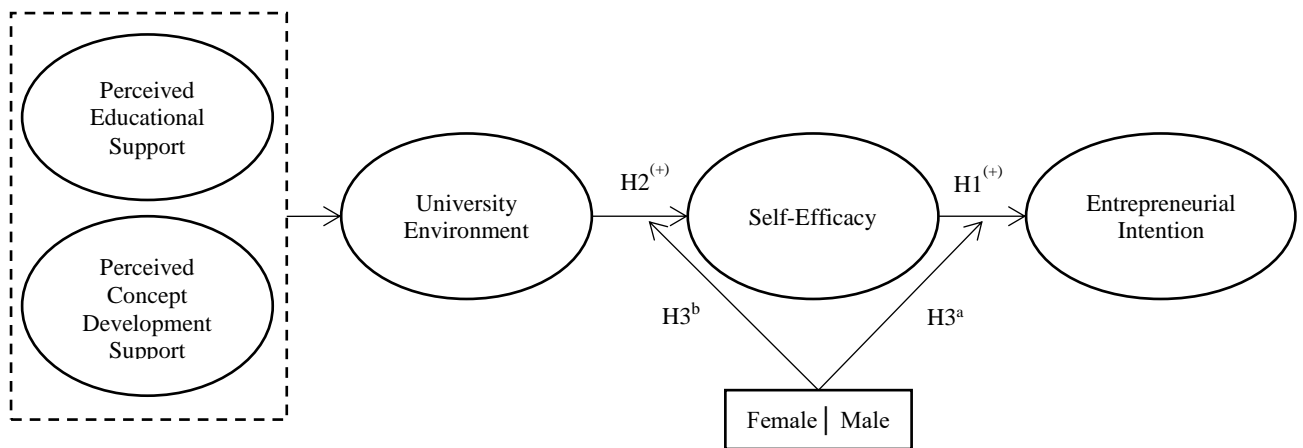 Perceived
Educational
Support
Perceived
Concept
Development
Support
University
Environment
H2(+)
Self-Efficacy
H1(+)
Entrepreneurial
Intention
H3b
H3a
Female | Male